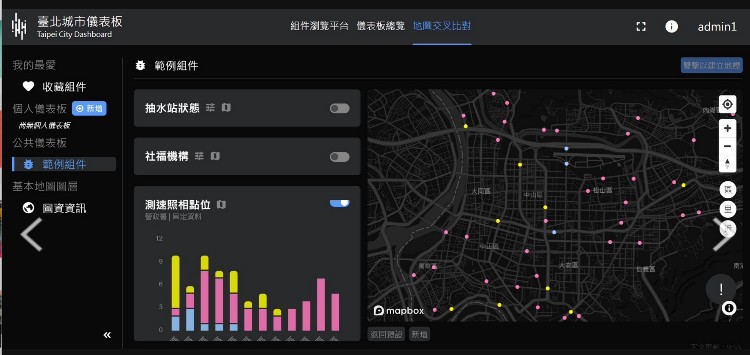 臺北城市儀表板
Taipei City Dashboard
組件瀏覽平台 儀表板總覽 地圖交叉比對
admin1
我的最愛
收藏組件
個人儀表板 新增
尚無個人儀表板
公共儀表板
範例組件
基本地圖圖層
圖資資訊
範例組件
抽水站狀態
社福機構
測速照相點位
警政署 | 固定資料
12
9
6
3
0
大同區
中山區
松山區
中正區
萬華區
大安區
信義區
mapbox
返回預設 新增